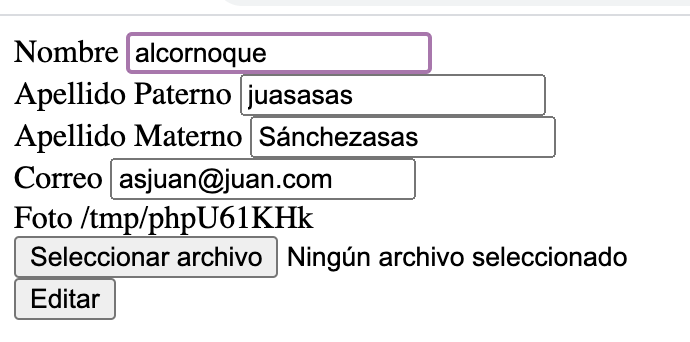 Nombre alcornoque
Apellido Paterno juasasas
Apellido Materno Sánchezasas
Correo asjuan@juan.com
Foto /tmp/phpU61KHk
Seleccionar archivo Ningún archivo seleccionado
Editar